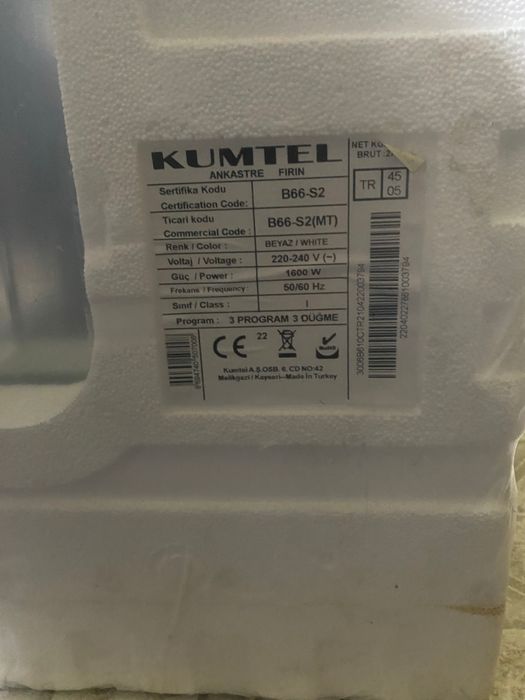 KUMTEL
ANKASTRE FIRIN
Sertifika Kodu
Certification Code:
B66-S2
Ticari kodu
Commercial Code :
B66-S2(MT)
Renk / Color : BEYAZ / WHITE
Voltaj / Voltage : 220-240 V (~)
Güç / Power : 1600 W
Frekans / Frequency: 50/60 Hz
Sınıf / Class : I
Program : 3 PROGRAM 3 DÜĞME
CE 22
Kumtel A.Ş.OSB. 6. CD NO:42
Melikgazi / Kayseri-Made In Turkey
NET
BRUT :2
TR 45
05
3006B610CTR210422003794